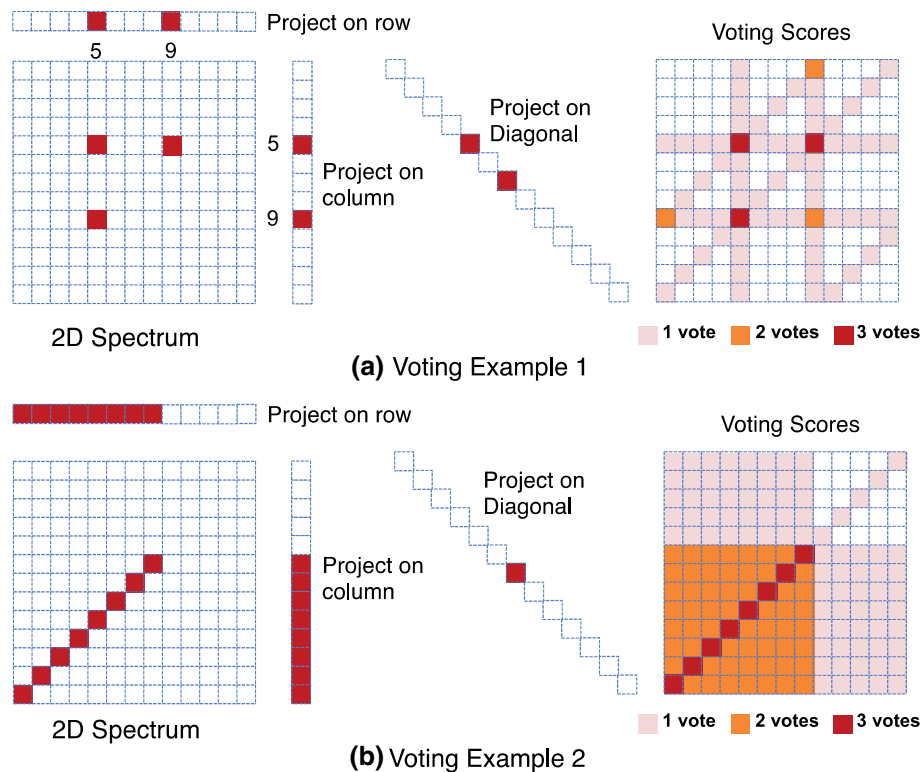 Project on row
5 9
Voting Scores
Project on
Diagonal
5
Project on
column
9
2D Spectrum
1 vote 2 votes 3 votes
(a) Voting Example 1
Project on row
Voting Scores
Project on
Diagonal
Project on
column
2D Spectrum
1 vote 2 votes 3 votes
(b) Voting Example 2